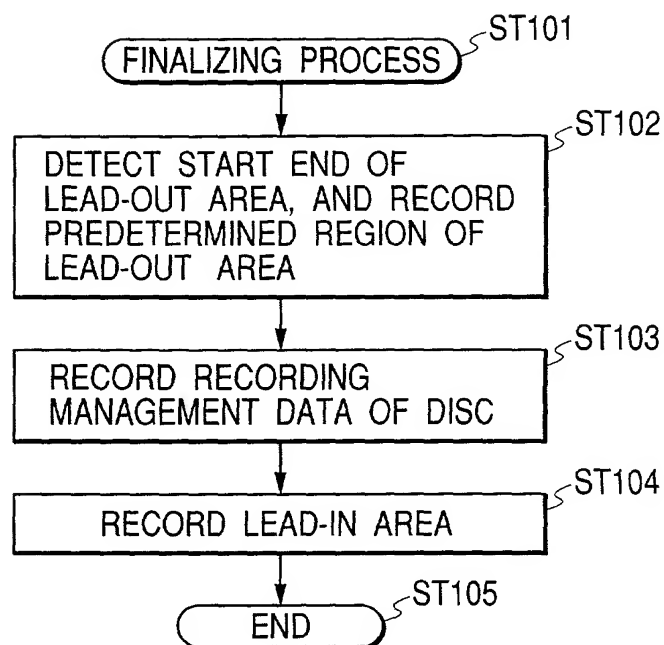 ST101
FINALIZING PROCESS
ST102
DETECT START END OF
LEAD-OUT AREA, AND RECORD
PREDETERMINED REGION OF
LEAD-OUT AREA
ST103
RECORD RECORDING
MANAGEMENT DATA OF DISC
ST104
RECORD LEAD-IN AREA
ST105
END